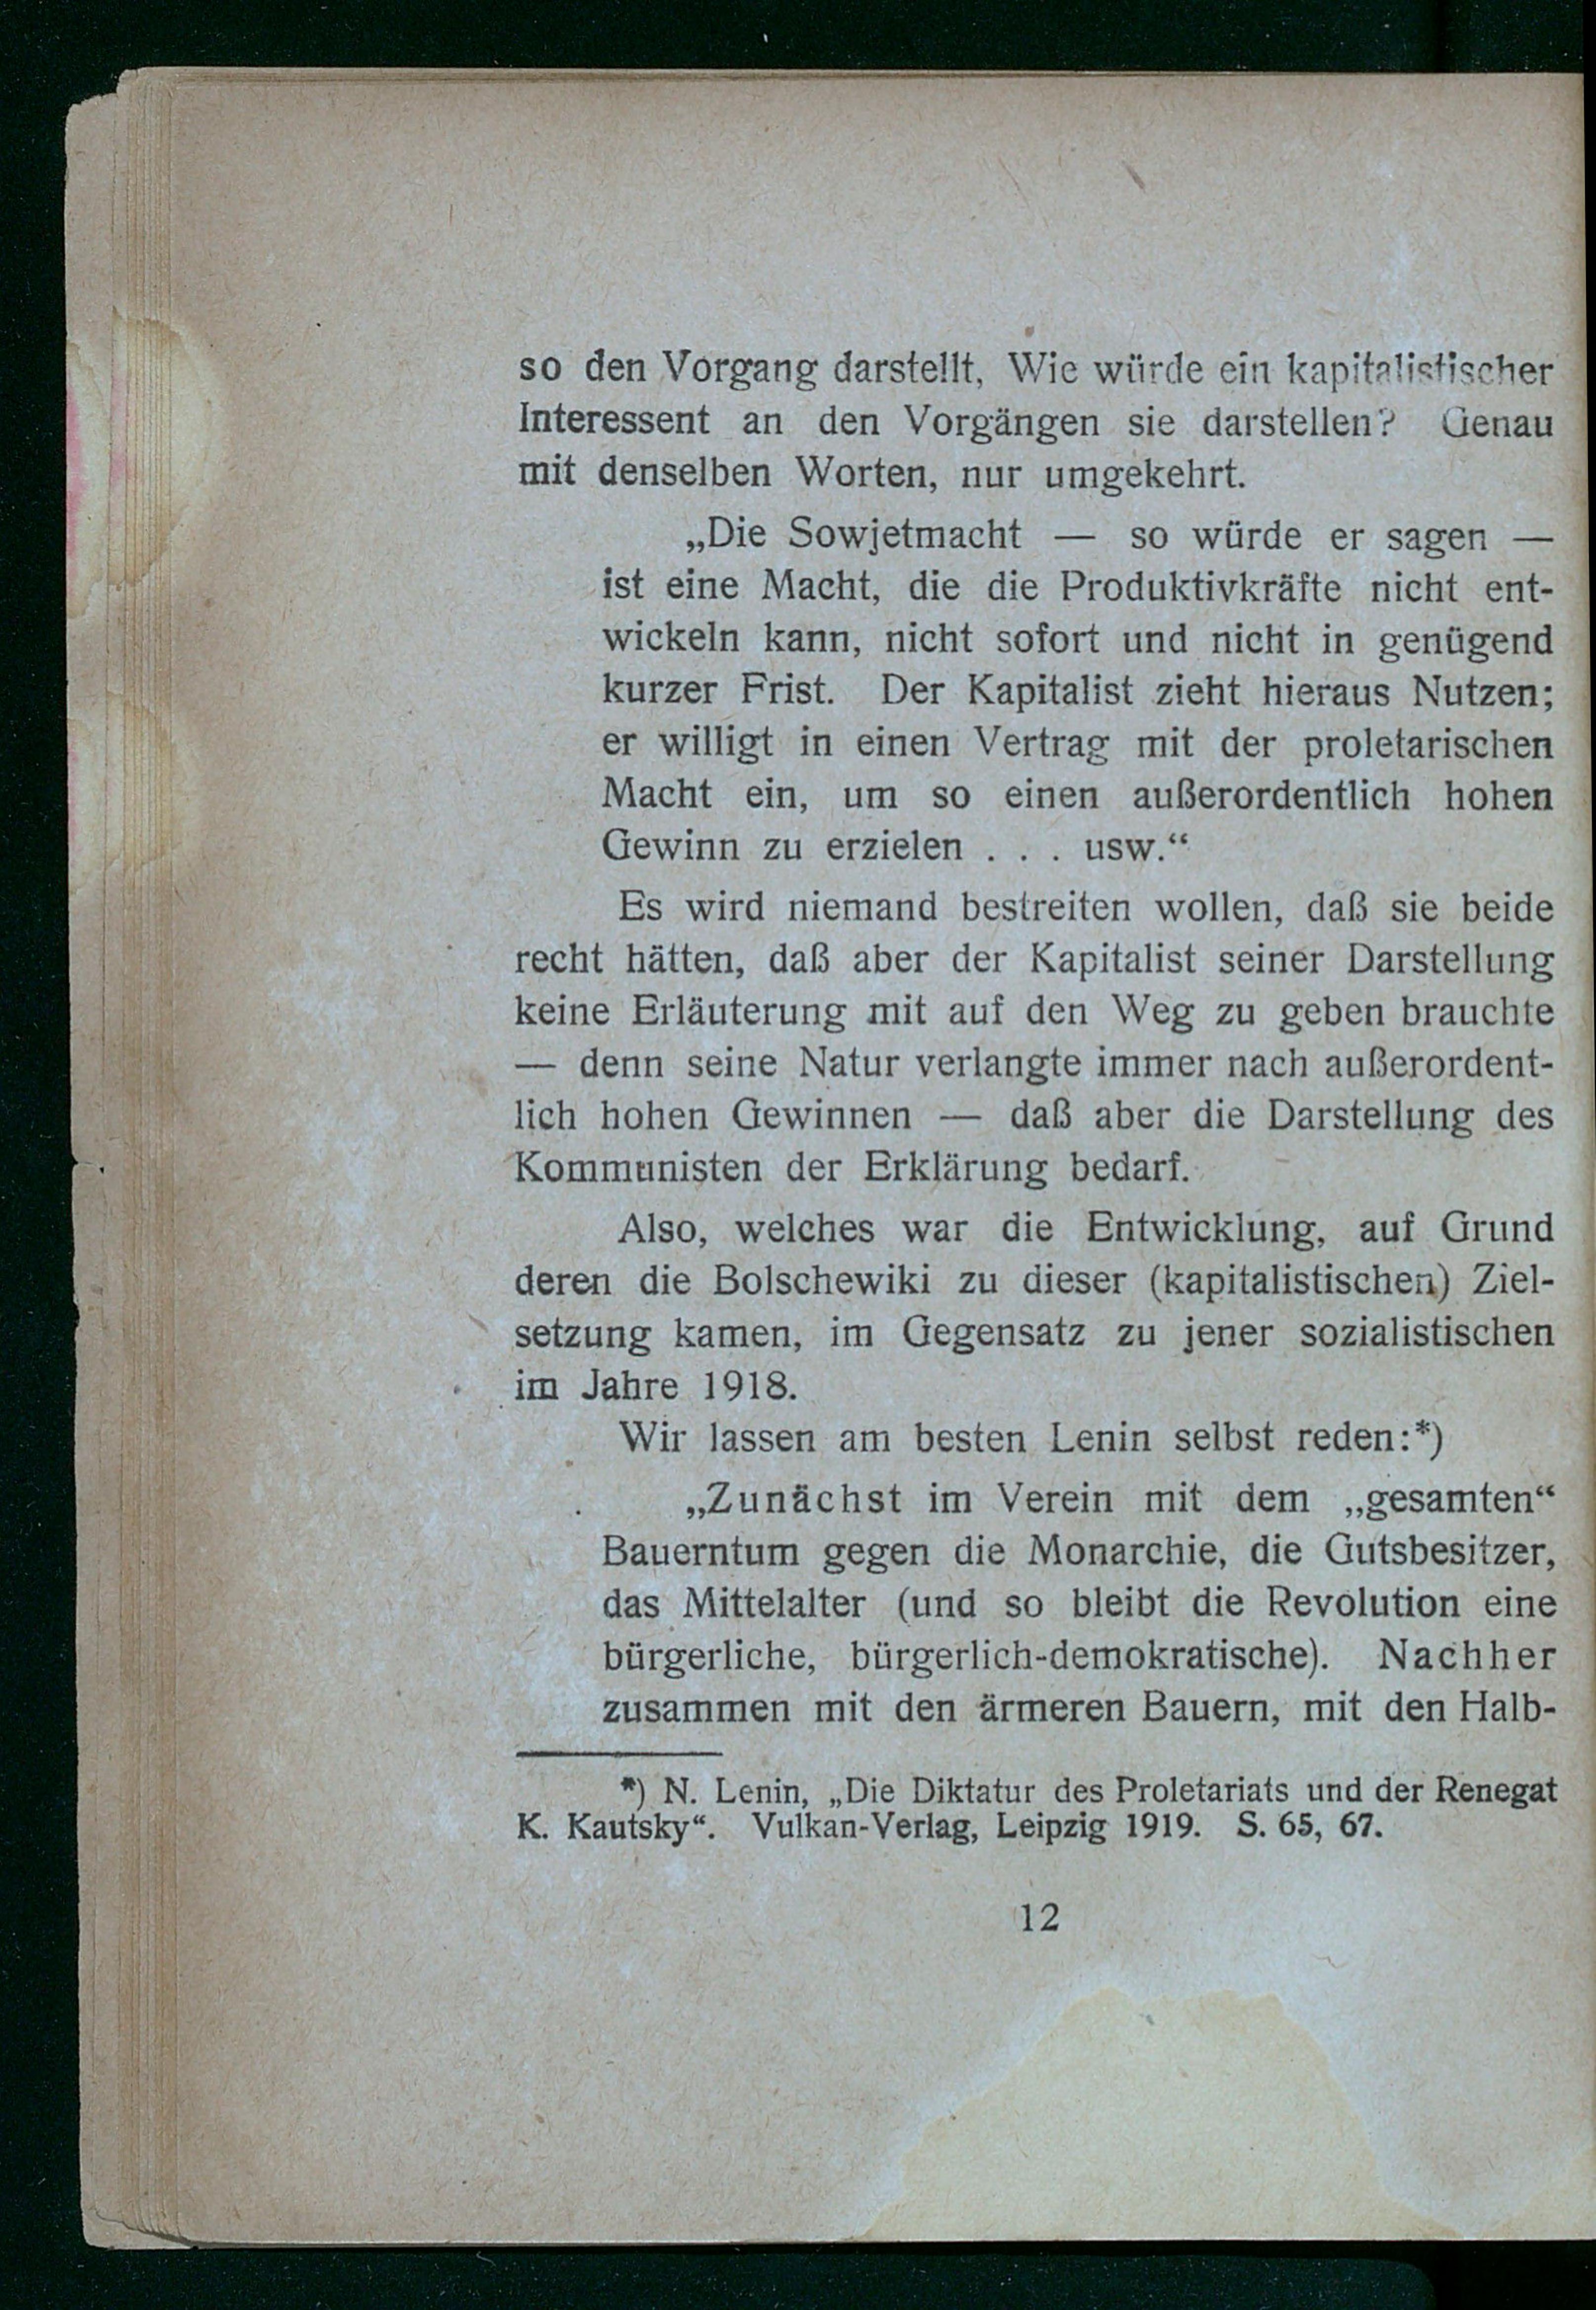 so den Vorgang darstellt, Wie würde ein kapitalistischer
Interessent an den Vorgängen sie darstellen? Genau
mit denselben Worten, nur umgekehrt.
„Die Sowjetmacht — so würde er sagen —
ist eine Macht, die die Produktivkräfte nicht ent-
wickeln kann, nicht sofort und nicht in genügend
kurzer Frist. Der Kapitalist zieht hieraus Nutzen;
er willigt in einen Vertrag mit der proletarischen
Macht ein, um so einen außerordentlich hohen
Gewinn zu erzielen . . . usw.“
Es wird niemand bestreiten wollen, daß sie beide
recht hätten, daß aber der Kapitalist seiner Darstellung
keine Erläuterung mit auf den Weg zu geben brauchte
— denn seine Natur verlangte immer nach außerordent-
lich hohen Gewinnen — daß aber die Darstellung des
Kommunisten der Erklärung bedarf.
Also, welches war die Entwicklung, auf Grund
deren die Bolschewiki zu dieser (kapitalistischen) Ziel-
setzung kamen, im Gegensatz zu jener sozialistischen
im Jahre 1918.
Wir lassen am besten Lenin selbst reden:*)
„Zunächst im Verein mit dem „gesamten“
Bauerntum gegen die Monarchie, die Gutsbesitzer,
das Mittelalter (und so bleibt die Revolution eine
bürgerliche, bürgerlich-demokratische). Nachher
zusammen mit den ärmeren Bauern, mit den Halb-
*) N. Lenin, „Die Diktatur des Proletariats und der Renegat
K. Kautsky“. Vulkan-Verlag, Leipzig 1919. S. 65, 67.
12